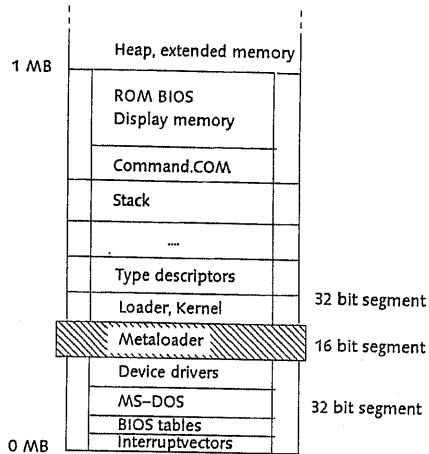 Heap, extended memory
1 MB
ROM BIOS
Display memory
Command.COM
Stack
....
Type descriptors
32 bit segment
Loader, Kernel
Metaloader
16 bit segment
Device drivers
MS-DOS
32 bit segment
BIOS tables
0 MB
Interruptvectors